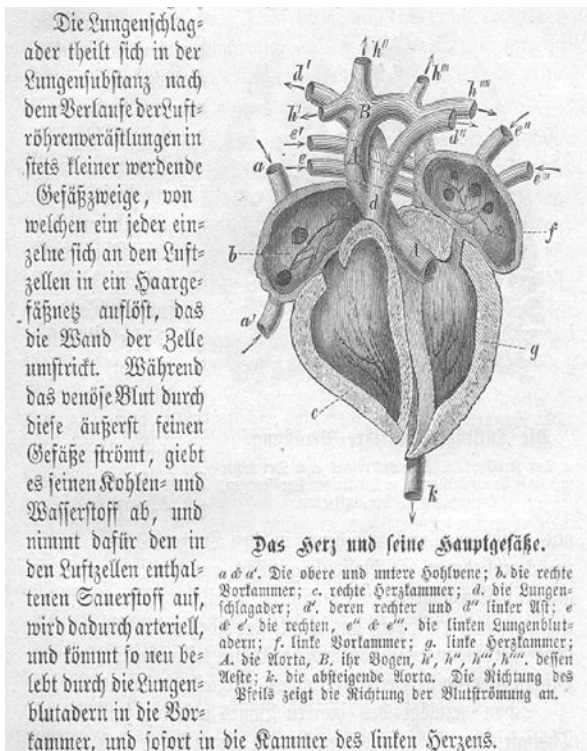 Die Lungenschlag-
ader theilt sich in der
Lungensubstanz nach
dem Verlaufe der Luft-
röhrenverästlungen in
stets kleiner werdende
Gefäßzweige, von
welchen ein jeder ein-
zelne sich an den Luft-
zellen in ein Haarge-
fäßnetz auflöst, das
die Wand der Zelle
umstrickt. Während
das venöse Blut durch
diese äußerst feinen
Gefäße strömt, giebt
es seinen Kohlen- und
Wasserstoff ab, und
nimmt dafür den in
den Luftzellen enthal-
tenen Sauerstoff auf,
wird dadurch arteriell,
und kömmt so neu be-
lebt durch die Lungen-
blutadern in die Vor-
kammer, und sofort in die Kammer des linken Herzens.
h''
d'
h'''
h''''
h'
B
d''
e'
e''
A
e
e'''
a
d
f
b
l
a'
g
c
k
Das Herz und seine Hauptgefäße.
a & a'. Die obere und untere Hohlvene; b. die rechte
Vorkammer; c. rechte Herzkammer; d. die Lungen-
schlagader; d'. deren rechter und d'' linker Ast; e
& e'. die rechten, e'' & e'''. die linken Lungenblut-
adern; f. linke Vorkammer; g. linke Herzkammer;
A. die Aorta, B. ihr Bogen, h', h'', h''', h''''. dessen
Aeste; k. die absteigende Aorta. Die Richtung des
Pfeils zeigt die Richtung der Blutströmung an.